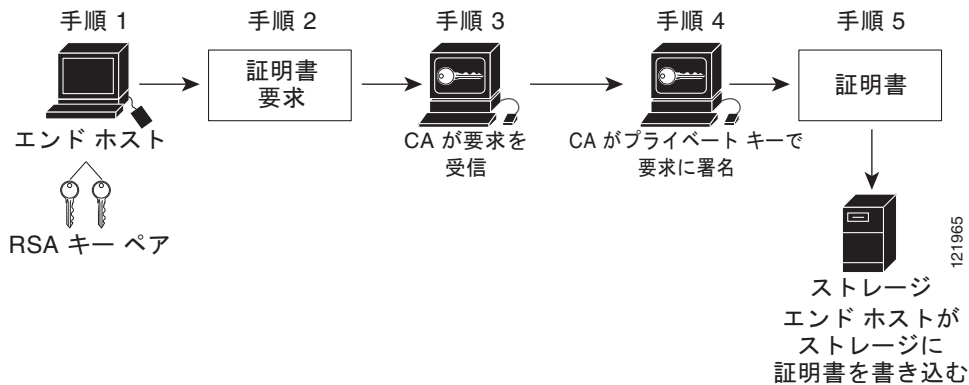 手順 1
手順 2
手順 3
手順 4
手順 5
証明書
要求
証明書
エンド ホスト
CA が要求を
受信
CA がプライベート キーで
要求に署名
RSA キー ペア
121965
ストレージ
エンド ホストが
ストレージに
証明書を書き込む